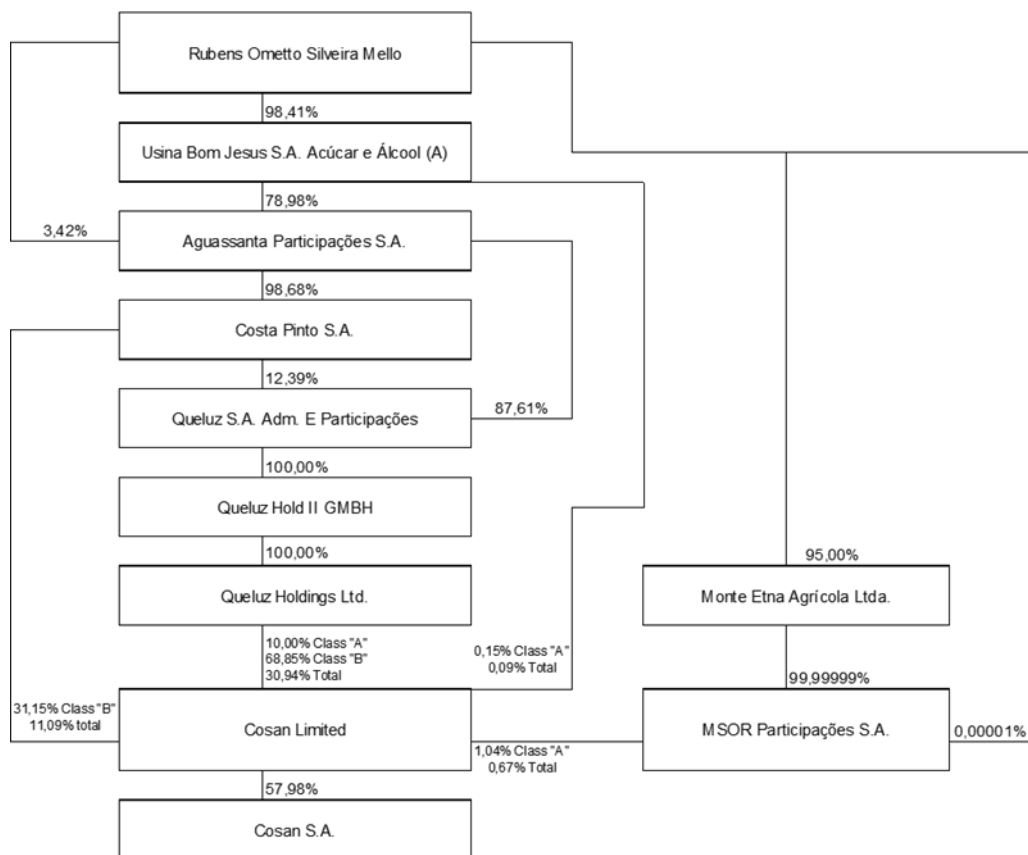 Rubens Ometto Silveira Mello
98,41%
Usina Bom Jesus S.A. Acúcar e Álcool (A)
78,98%
3,42%
Aguassanta Participações S.A.
98,68%
Costa Pinto S.A.
12,39%
Queluz S.A. Adm. E Participações
87,61%
100,00%
Queluz Hold II GMBH
100,00%
95,00%
Queluz Holdings Ltd.
Monte Etna Agrícola Ltda.
10,00% Class "A"
68,85% Class "B"
30,94% Total
0,15% Class "A"
0,09% Total
99,99999%
31,15% Class "B"
11,09% total
Cosan Limited
1,04% Class "A"
0,67% Total
MSOR Participações S.A.
0,00001%
57,98%
Cosan S.A.